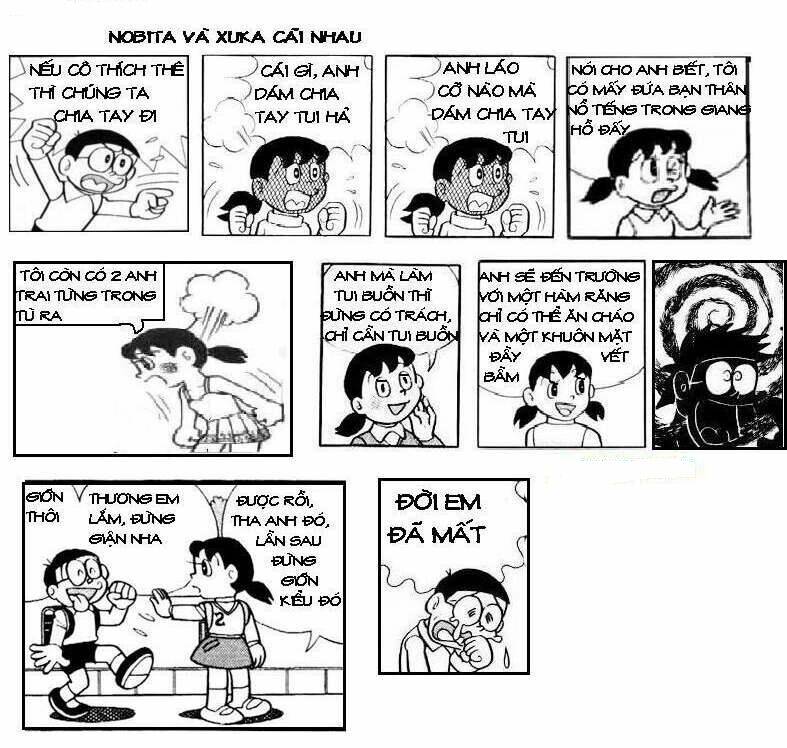 NOBITA VÀ XUKA CÃI NHAU
NẾU CÔ THÍCH THẾ
THÌ CHÚNG TA
CHIA TAY ĐI
CÁI GÌ, ANH
DÁM CHIA
TAY TUI HẢ
ANH LÁO
CỠ NÀO MÀ
DÁM CHIA TAY
TUI
NÓI CHO ANH BIẾT, TÔI
CÓ MẤY ĐỨA BẠN THÂN
NỔ TIẾNG TRONG GIANG
HỒ ĐẤY
TÔI CÒN CÓ 2 ANH
TRAI TỪNG TRONG
TÙ RA
ANH MÀ LÀM
TUI BUỒN THÌ
ĐỪNG CÓ TRÁCH,
CHỈ CẦN TUI BUỒN
ANH SẼ ĐẾN TRƯỜNG
VỚI MỘT HÀM RĂNG
CHỈ CÓ THỂ ĂN CHÁO
VÀ MỘT KHUÔN MẶT
ĐẦY VẾT
BẦM
GIỠN
THÔI
THƯƠNG EM
LẮM, ĐỪNG
GIẬN NHA
ĐƯỢC RỒI,
THA ANH ĐÓ,
LẦN SAU
ĐỪNG
GIỠN
KIỂU ĐÓ
2
ĐỜI EM
ĐÃ MẤT